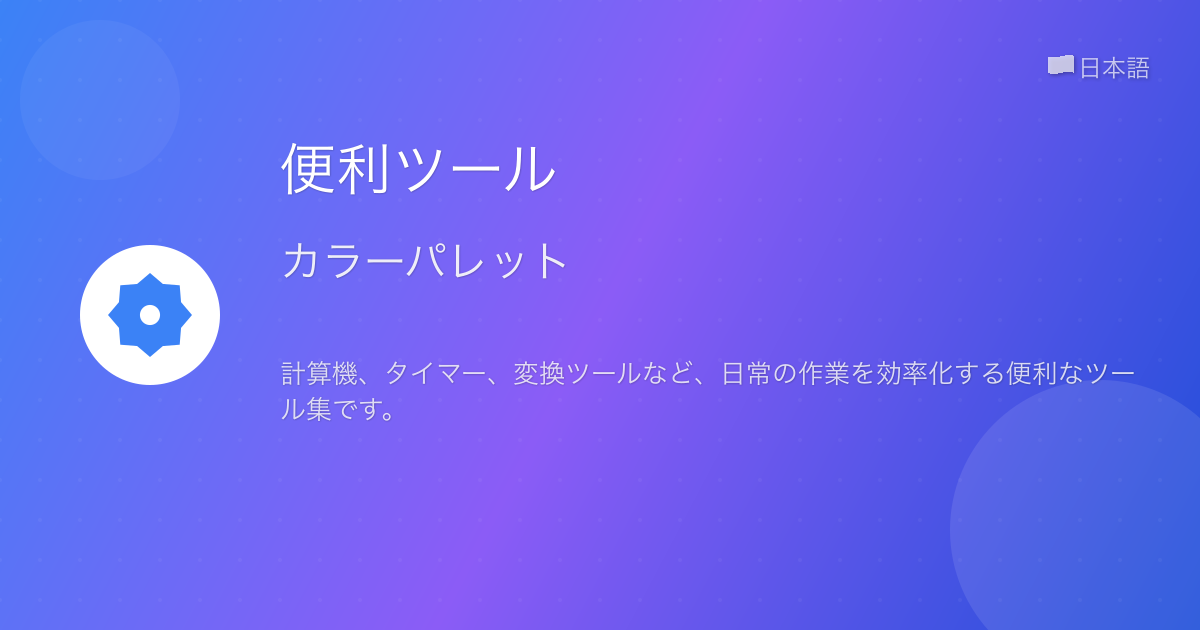 日本語
便利ツール
カラーパレット
計算機、タイマー、変換ツールなど、日常の作業を効率化する便利なツー
ル集です。